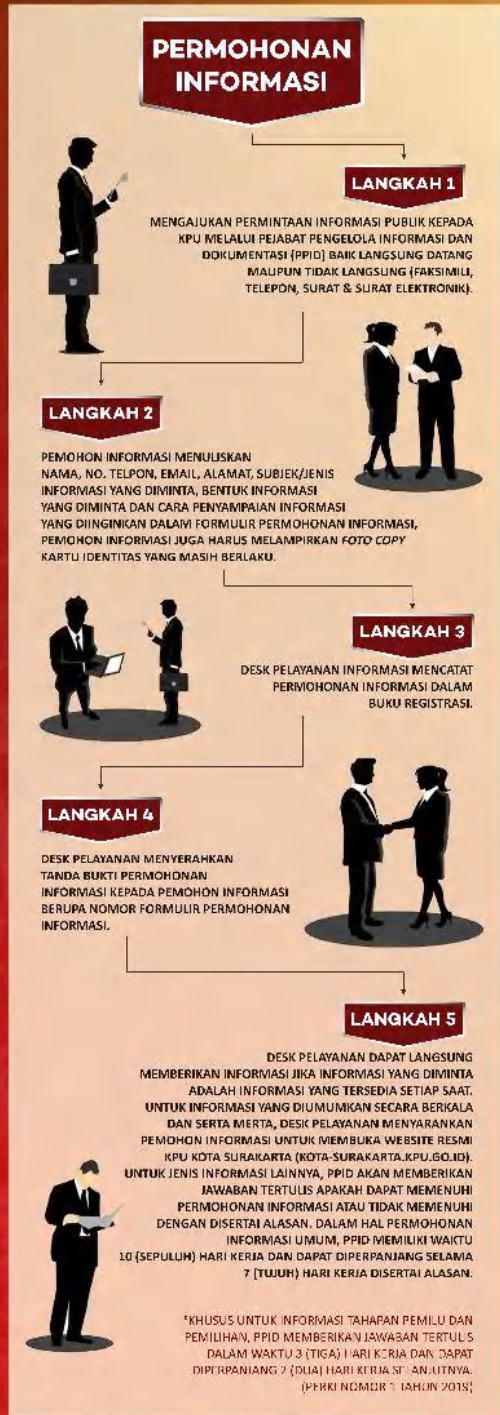 PERMOHONAN
INFORMASI
LANGKAH 1
MENGAJUKAN PERMINTAAN INFORMASI PUBLIK KEPADA
KPU MELALUI PEJABAT PENGELOLA INFORMASI DAN
DOKUMENTASI (PPID) BAIK LANGSUNG DATANG
MAUPUN TIDAK LANGSUNG (FAKSIMILI,
TELEPON, SURAT & SURAT ELEKTRONIK).
LANGKAH 2
PEMOHON INFORMASI MENULISKAN
NAMA, NO. TELPON, EMAIL, ALAMAT, SUBJEK/JENIS
INFORMASI YANG DIMINTA, BENTUK INFORMASI
YANG DIMINTA DAN CARA PENYAMPAIAN INFORMASI
YANG DIINGINKAN DALAM FORMULIR PERMOHONAN INFORMASI,
PEMOHON INFORMASI JUGA HARUS MELAMPIRKAN FOTO COPY
KARTU IDENTITAS YANG MASIH BERLAKU.
LANGKAH 3
DESK PELAYANAN INFORMASI MENCATAT
PERMOHONAN INFORMASI DALAM
BUKU REGISTRASI.
LANGKAH 4
DESK PELAYANAN MENYERAHKAN
TANDA BUKTI PERMOHONAN
INFORMASI KEPADA PEMOHON INFORMASI
BERUPA NOMOR FORMULIR PERMOHONAN
INFORMASI.
LANGKAH 5
DESK PELAYANAN DAPAT LANGSUNG
MEMBERIKAN INFORMASI JIKA INFORMASI YANG DIMINTA
ADALAH INFORMASI YANG TERSEDIA SETIAP SAAT.
UNTUK INFORMASI YANG DIUMUMKAN SECARA BERKALA
DAN SERTA MERTA, DESK PELAYANAN MENYARANKAN
PEMOHON INFORMASI UNTUK MEMBUKA WEBSITE RESMI
KPU KOTA SURAKARTA (KOTA-SURAKARTA.KPU.GO.ID).
UNTUK JENIS INFORMASI LAINNYA, PPID AKAN MEMBERIKAN
JAWABAN TERTULIS APAKAH DAPAT MEMENUHI
PERMOHONAN INFORMASI ATAU TIDAK MEMENUHI
DENGAN DISERTAI ALASAN. DALAM HAL PERMOHONAN
INFORMASI UMUM, PPID MEMILIKI WAKTU
10 (SEPULUH) HARI KERJA DAN DAPAT DIPERPANJANG SELAMA
7 (TUJUH) HARI KERJA DISERTAI ALASAN.
*KHUSUS UNTUK INFORMASI TAHAPAN PEMILU DAN
PEMILIHAN, PPID MEMBERIKAN JAWABAN TERTULIS
DALAM WAKTU 3 (TIGA) HARI KERJA DAN DAPAT
DIPERPANJANG 2 (DUA) HARI KERJA SELANJUTNYA.
(PERKI NOMOR 1 TAHUN 2019)